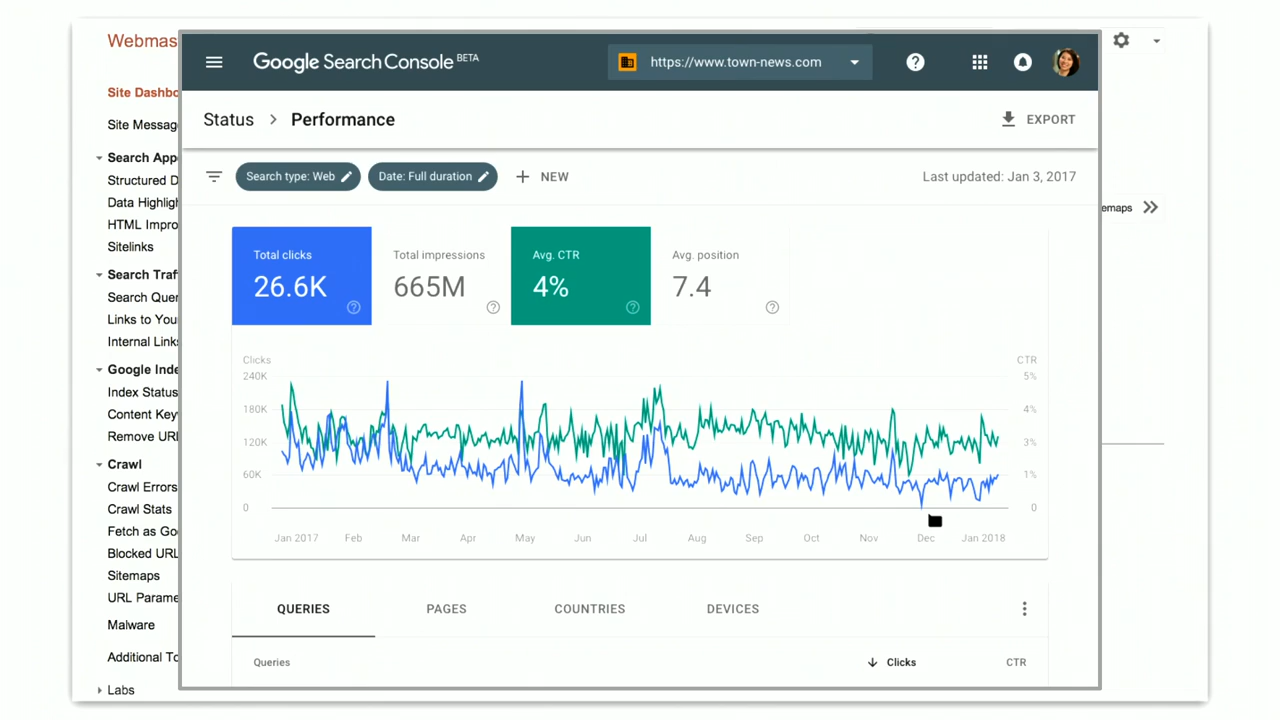 Webmas
Site Dashbo
Site Messag
Search App
Structured D
Data Highlig
HTML Impro
Sitelinks
Search Traf
Search Quer
Links to You
Internal Link
Google Inde
Index Status
Content Key
Remove URL
Crawl
Crawl Errors
Crawl Stats
Fetch as Go
Blocked URL
Sitemaps
URL Parame
Malware
Additional To
Labs
Google Search Console BETA
https://www.town-news.com
Status > Performance
EXPORT
Search type: Web
Date: Full duration
+ NEW
Last updated: Jan 3, 2017
Total clicks
26.6K
Total impressions
665M
Avg. CTR
4%
Avg. position
7.4
Clicks
CTR
240K
180K
120K
60K
0
5%
4%
3%
1%
0
Jan 2017 Feb Mar Apr May Jun Jul Aug Sep Oct Nov Dec Jan 2018
QUERIES PAGES COUNTRIES DEVICES
Queries
Clicks
CTR
emaps